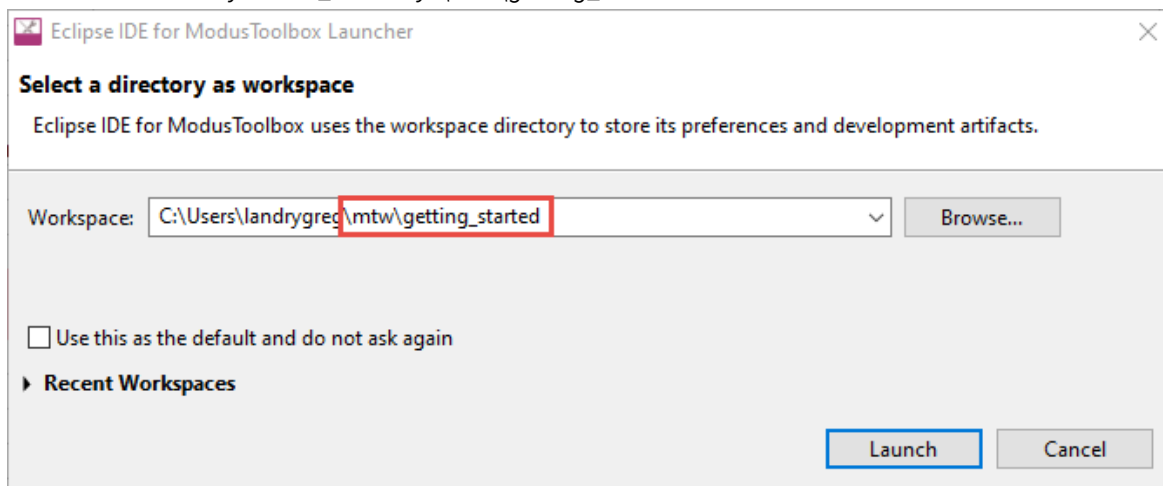 Eclipse IDE for ModusToolbox Launcher
Select a directory as workspace
Eclipse IDE for ModusToolbox uses the workspace directory to store its preferences and development artifacts.
Workspace: C:\Users\landrygreg\mtw\getting_started Browse...
Use this as the default and do not ask again
Recent Workspaces
Launch Cancel